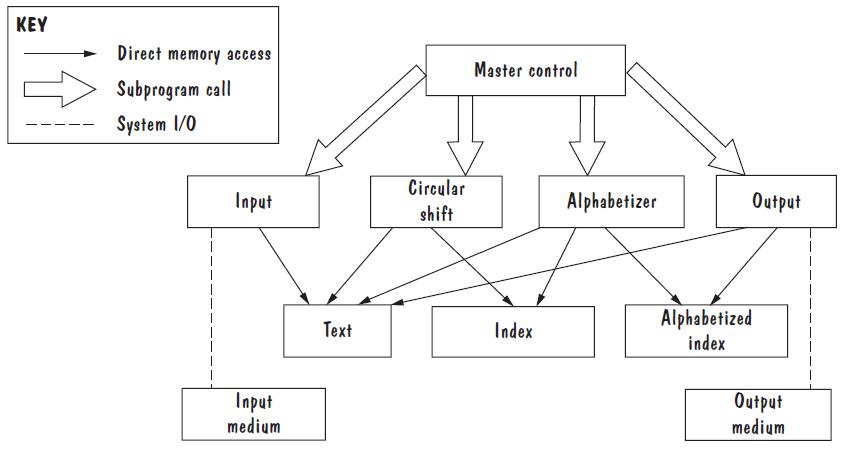 KEY
Direct memory access
Subprogram call
System I/O
Master control
Input
Circular
shift
Alphabetizer
Output
Text
Index
Alphabetized
index
Input
medium
Output
medium